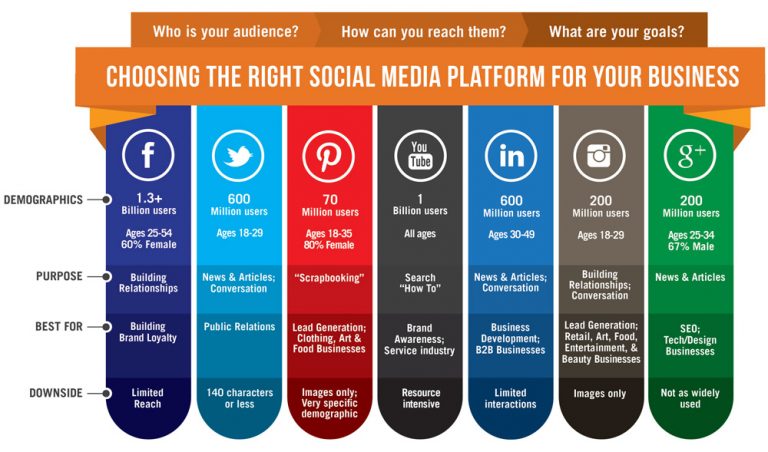 Who is your audience?
How can you reach them?
What are your goals?
CHOOSING THE RIGHT SOCIAL MEDIA PLATFORM FOR YOUR BUSINESS
f
You
Tube
in
g+
DEMOGRAPHICS
1.3+
Billion users
Ages 25-54
60% Female
600
Million users
Ages 18-29
70
Million users
Ages 18-35
80% Female
1
Billion users
All ages
600
Million users
Ages 30-49
200
Million users
Ages 18-29
200
Million users
Ages 25-34
67% Male
PURPOSE
Building
Relationships
News & Articles;
Conversation
“Scrapbooking”
Search
“How To”
News & Articles;
Conversation
Building
Relationships;
Conversation
News & Articles
BEST FOR
Building
Brand Loyalty
Public Relations
Lead Generation;
Clothing, Art &
Food Businesses
Brand
Awareness;
Service industry
Business
Development;
B2B Businesses
Lead Generation;
Retail, Art, Food,
Entertainment, &
Beauty Businesses
SEO;
Tech/Design
Businesses
DOWNSIDE
Limited
Reach
140 characters
or less
Images only;
Very specific
demographic
Resource
intensive
Limited
interactions
Images only
Not as widely
used